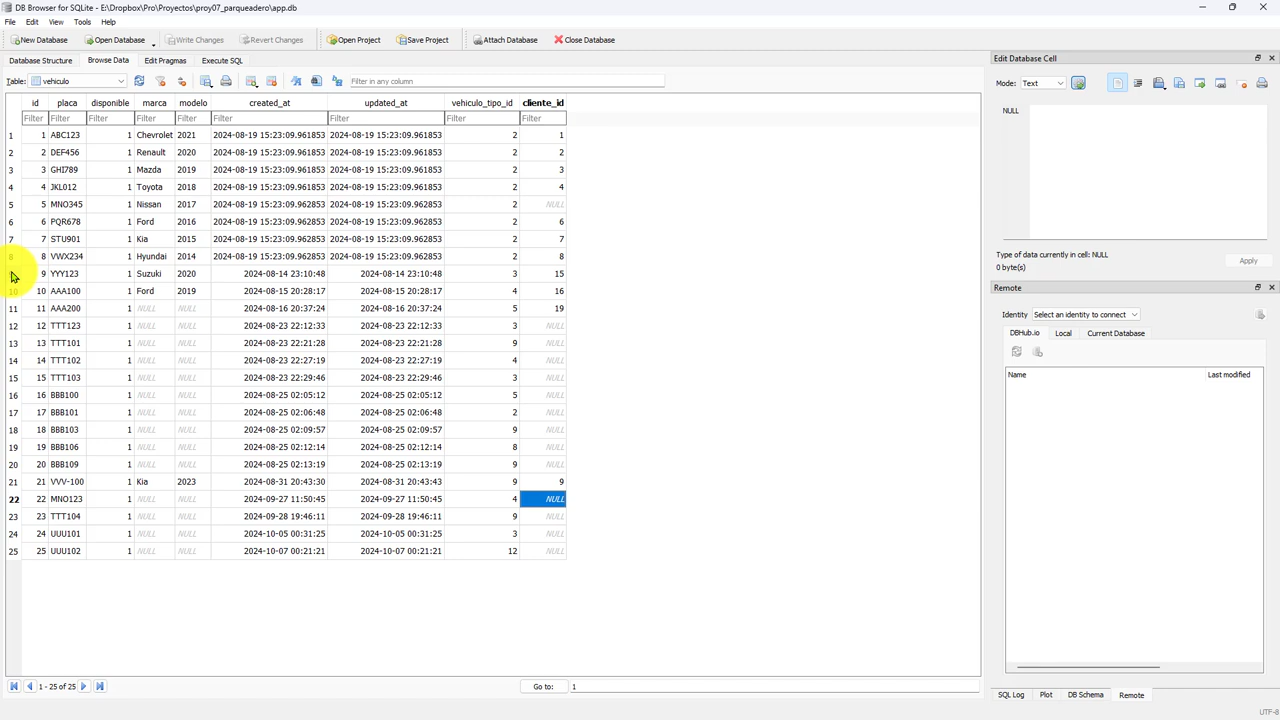 DB Browser for SQLite - E:\Dropbox\Pro\Proyectos\proy07_parqueadero\app.db
File Edit View Tools Help
New Database Open Database Write Changes Revert Changes Open Project Save Project Attach Database Close Database
Database Structure Browse Data Edit Pragmas Execute SQL
Table: vehiculo Filter in any column
id placa disponible marca modelo created_at updated_at vehiculo_tipo_id cliente_id
Filter Filter Filter Filter Filter Filter Filter Filter Filter
1 1 ABC123 1 Chevrolet 2021 2024-08-19 15:23:09.961853 2024-08-19 15:23:09.961853 2 1
2 2 DEF456 1 Renault 2020 2024-08-19 15:23:09.961853 2024-08-19 15:23:09.961853 2 2
3 3 GHI789 1 Mazda 2019 2024-08-19 15:23:09.961853 2024-08-19 15:23:09.961853 2 3
4 4 JKL012 1 Toyota 2018 2024-08-19 15:23:09.961853 2024-08-19 15:23:09.961853 2 4
5 5 MNO345 1 Nissan 2017 2024-08-19 15:23:09.962853 2024-08-19 15:23:09.962853 2 NULL
6 6 PQR678 1 Ford 2016 2024-08-19 15:23:09.962853 2024-08-19 15:23:09.962853 2 6
7 7 STU901 1 Kia 2015 2024-08-19 15:23:09.962853 2024-08-19 15:23:09.962853 2 7
8 8 VWX234 1 Hyundai 2014 2024-08-19 15:23:09.962853 2024-08-19 15:23:09.962853 2 8
9 YYY123 1 Suzuki 2020 2024-08-14 23:10:48 2024-08-14 23:10:48 3 15
10 10 AAA100 1 Ford 2019 2024-08-15 20:28:17 2024-08-15 20:28:17 4 16
11 11 AAA200 1 NULL NULL 2024-08-16 20:37:24 2024-08-16 20:37:24 5 19
12 12 TTT123 1 NULL NULL 2024-08-23 22:12:33 2024-08-23 22:12:33 3 NULL
13 13 TTT101 1 NULL NULL 2024-08-23 22:21:28 2024-08-23 22:21:28 9 NULL
14 14 TTT102 1 NULL NULL 2024-08-23 22:27:19 2024-08-23 22:27:19 4 NULL
15 15 TTT103 1 NULL NULL 2024-08-23 22:29:46 2024-08-23 22:29:46 3 NULL
16 16 BBB100 1 NULL NULL 2024-08-25 02:05:12 2024-08-25 02:05:12 5 NULL
17 17 BBB101 1 NULL NULL 2024-08-25 02:06:48 2024-08-25 02:06:48 2 NULL
18 18 BBB103 1 NULL NULL 2024-08-25 02:09:57 2024-08-25 02:09:57 9 NULL
19 19 BBB106 1 NULL NULL 2024-08-25 02:12:14 2024-08-25 02:12:14 8 NULL
20 20 BBB109 1 NULL NULL 2024-08-25 02:13:19 2024-08-25 02:13:19 9 NULL
21 21 VVV-100 1 Kia 2023 2024-08-31 20:43:30 2024-08-31 20:43:43 9 9
22 22 MNO123 1 NULL NULL 2024-09-27 11:50:45 2024-09-27 11:50:45 4 NULL
23 23 TTT104 1 NULL NULL 2024-09-28 19:46:11 2024-09-28 19:46:11 9 NULL
24 24 UUU101 1 NULL NULL 2024-10-05 00:31:25 2024-10-05 00:31:25 3 NULL
25 25 UUU102 1 NULL NULL 2024-10-07 00:21:21 2024-10-07 00:21:21 12 NULL
1 - 25 of 25 Go to: 1
Edit Database Cell
Mode: Text
NULL
Type of data currently in cell: NULL
0 byte(s)
Apply
Remote
Identity Select an identity to connect
DBHub.io Local Current Database
Name Last modified
SQL Log Plot DB Schema Remote
UTF-8